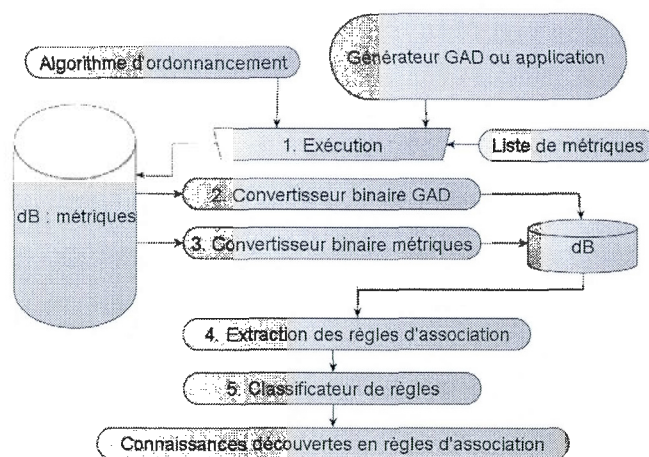 Algorithme d'ordonnancement
Générateur GAD ou application
1. Exécution
Liste de métriques
dB : métriques
2. Convertisseur binaire GAD
3. Convertisseur binaire métriques
dB
4. Extraction des règles d'association
5. Classificateur de règles
Connaissances découvertes en règles d'association